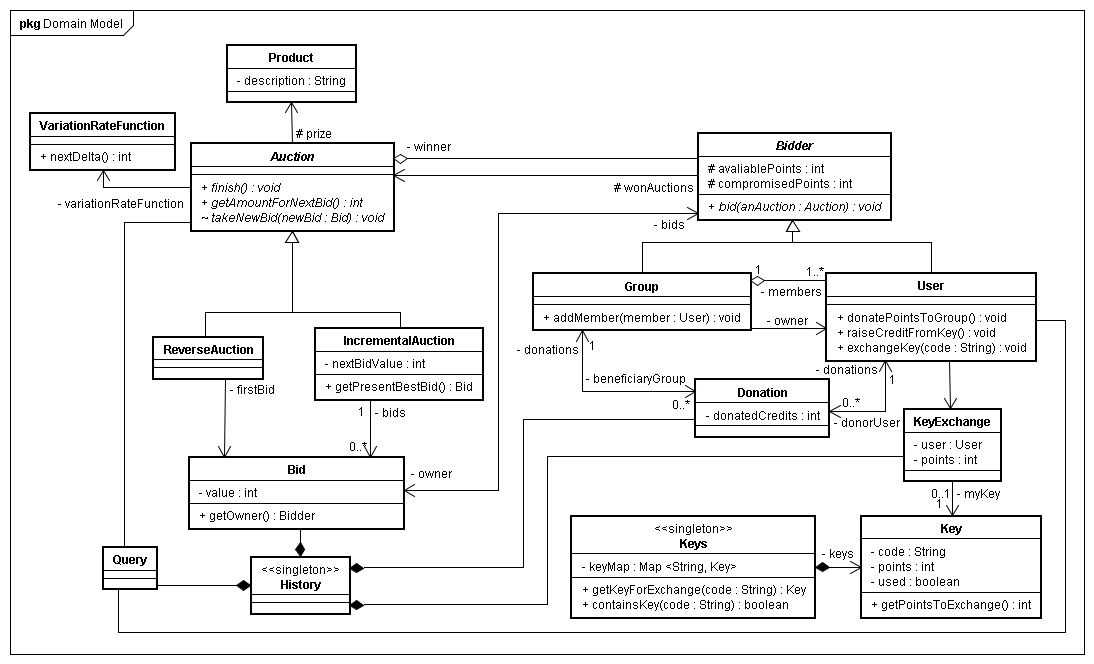 pkg Domain Model
Product
- description : String
VariationRateFunction
+ nextDelta() : int
# prize
- variationRateFunction
Auction
+ finish() : void
+ getAmountForNextBid() : int
~ takeNewBid(newBid : Bid) : void
- winner
# wonAuctions
- bids
Bidder
# avaliablePoints : int
# compromisedPoints : int
+ bid(anAuction : Auction) : void
Group
+ addMember(member : User) : void
1
1..*
- members
- owner
User
+ donatePointsToGroup() : void
+ raiseCreditFromKey() : void
+ exchangeKey(code : String) : void
ReverseAuction
- firstBid
IncrementalAuction
- nextBidValue : int
+ getPresentBestBid() : Bid
1
- bids
0..*
- donations
1
- beneficiaryGroup
0..*
Donation
- donatedCredits : int
- donations
1
0..*
- donorUser
KeyExchange
- user : User
- points : int
Bid
- value : int
+ getOwner() : Bidder
- owner
0..1
- myKey
1
Query
<<singleton>>
History
<<singleton>>
Keys
- keyMap : Map <String, Key>
+ getKeyForExchange(code : String) : Key
+ containsKey(code : String) : boolean
- keys
Key
- code : String
- points : int
- used : boolean
+ getPointsToExchange() : int